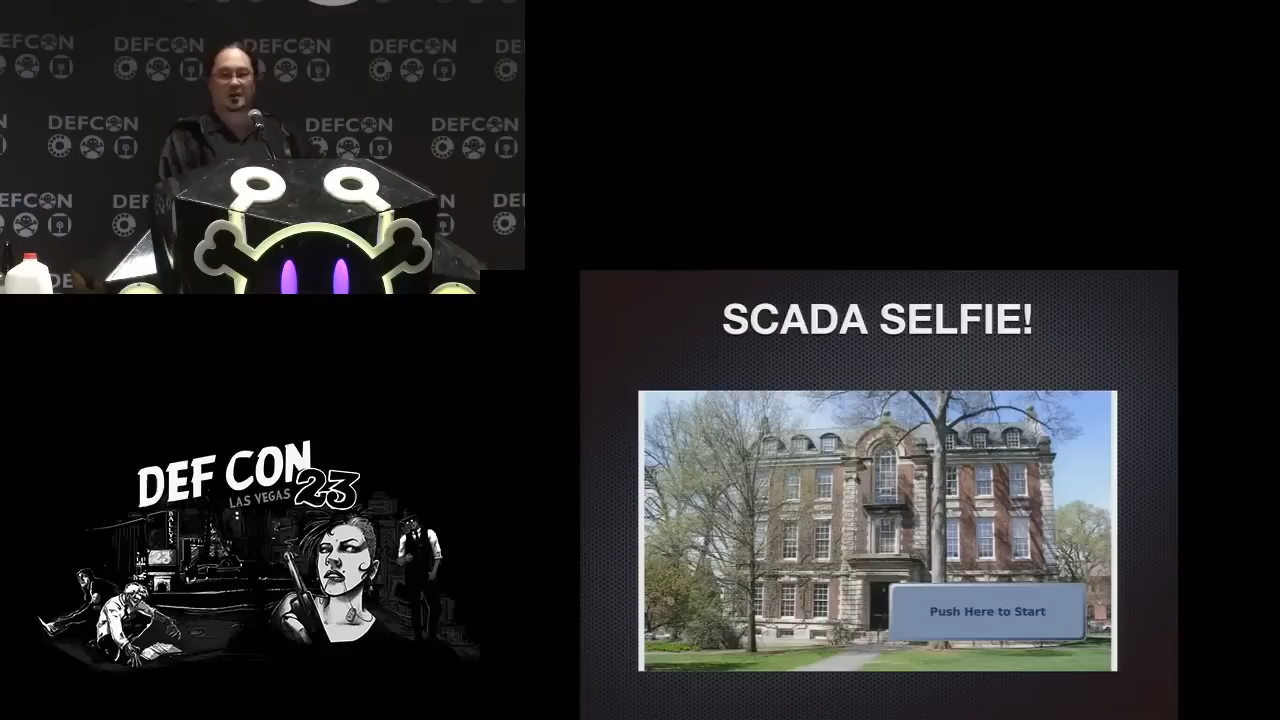 DEFCON
DEFCON
DEFCON
DEFCON
DEFCON
DEFCON
DEFCON
DEFCON
SCADA SELFIE!
Push Here to Start
DEF CON
23
LAS VEGAS
BALLYS